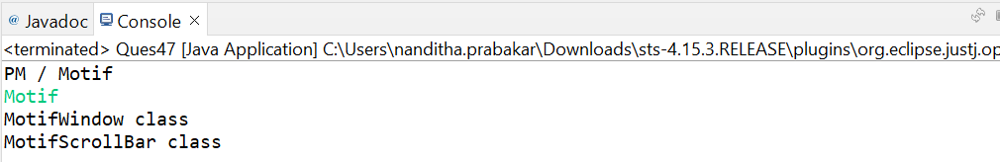 @ Javadoc Console ×
<terminated> Ques47 [Java Application] C:\Users\nanditha.prabakar\Downloads\sts-4.15.3.RELEASE\plugins\org.eclipse.justj.op
PM / Motif
Motif
MotifWindow class
MotifScrollBar class